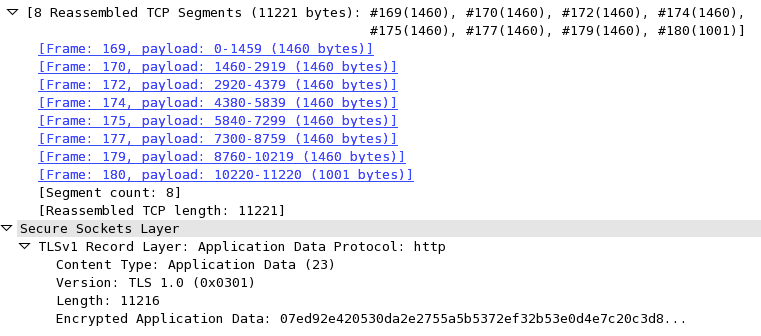 [8 Reassembled TCP Segments (11221 bytes): #169(1460), #170(1460), #172(1460), #174(1460),
#175(1460), #177(1460), #179(1460), #180(1001)]
[Frame: 169, payload: 0-1459 (1460 bytes)]
[Frame: 170, payload: 1460-2919 (1460 bytes)]
[Frame: 172, payload: 2920-4379 (1460 bytes)]
[Frame: 174, payload: 4380-5839 (1460 bytes)]
[Frame: 175, payload: 5840-7299 (1460 bytes)]
[Frame: 177, payload: 7300-8759 (1460 bytes)]
[Frame: 179, payload: 8760-10219 (1460 bytes)]
[Frame: 180, payload: 10220-11220 (1001 bytes)]
[Segment count: 8]
[Reassembled TCP length: 11221]
Secure Sockets Layer
TLSv1 Record Layer: Application Data Protocol: http
Content Type: Application Data (23)
Version: TLS 1.0 (0x0301)
Length: 11216
Encrypted Application Data: 07ed92e420530da2e2755a5b5372ef32b53e0d4e7c20c3d8...